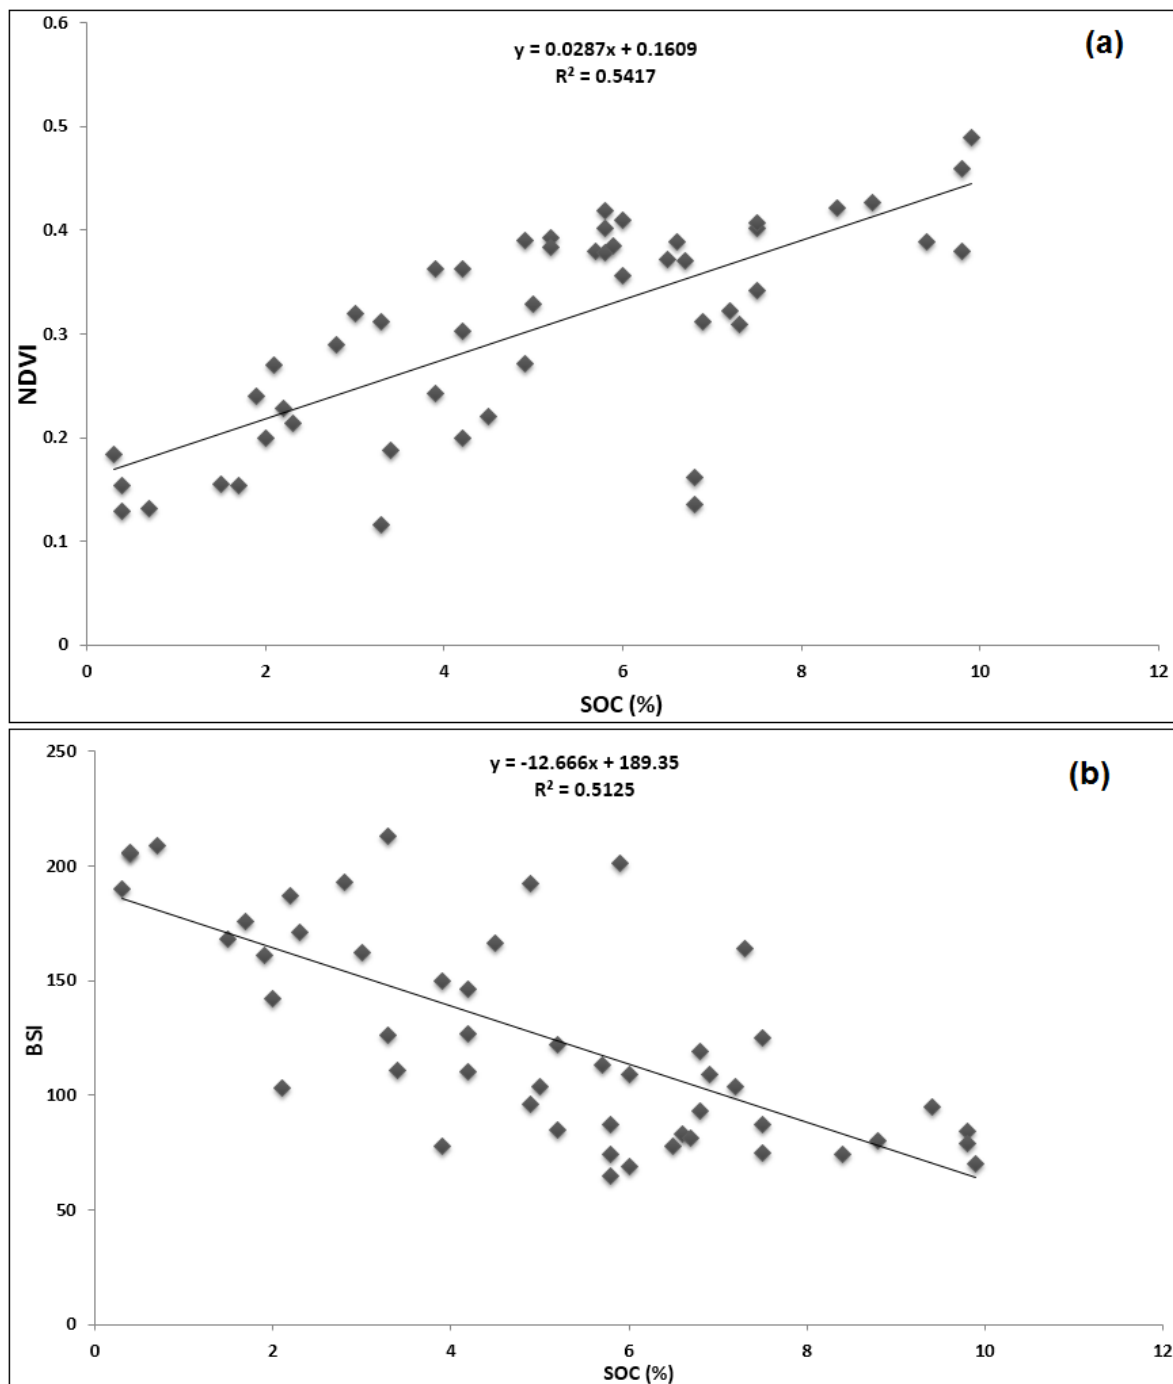 y = 0.0287x + 0.1609
R² = 0.5417
(a)
0.6
0.5
0.4
0.3
0.2
0.1
0
NDVI
0 2 4 6 8 10 12
SOC (%)
y = -12.666x + 189.35
R² = 0.5125
(b)
250
200
150
100
50
0
BSI
0 2 4 6 8 10 12
SOC (%)